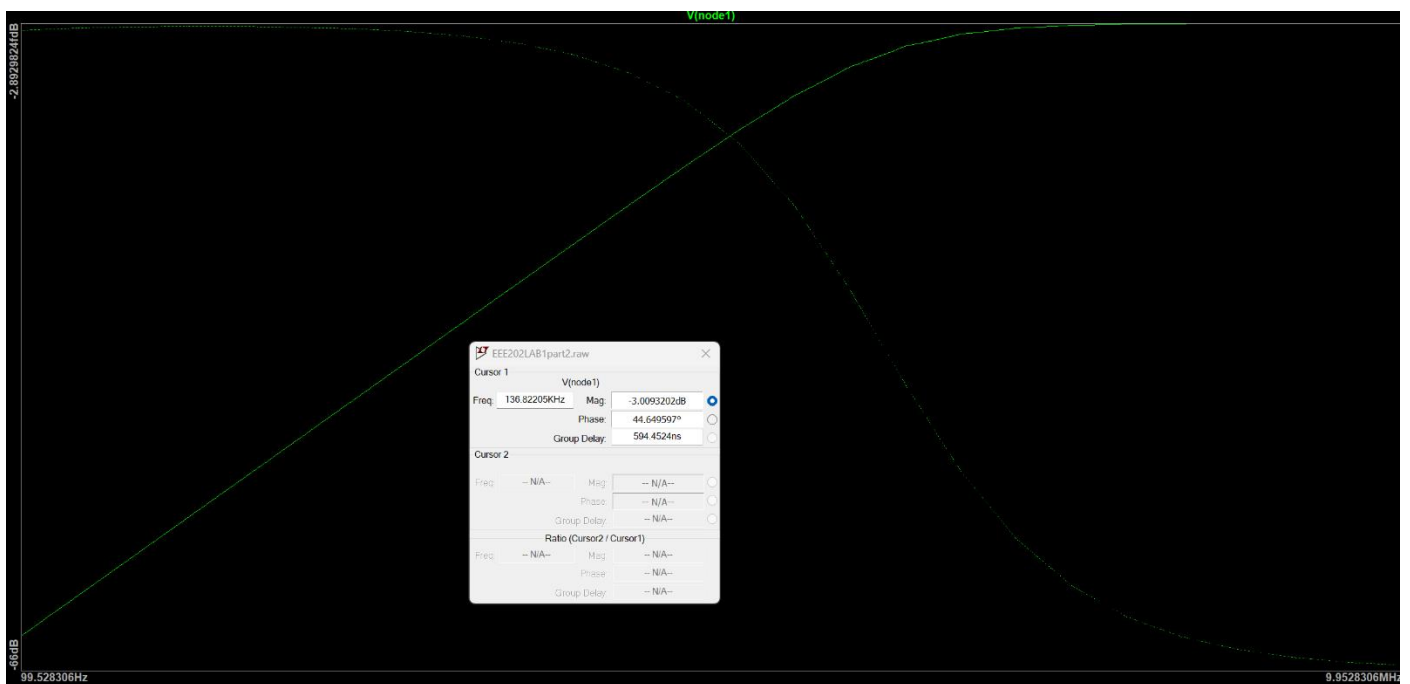 V(node1)
-2.8929824fdB
EEE202LAB1part2.raw
Cursor 1
V(node1)
Freq: 136.82205KHz Mag: -3.0093202dB
Phase: 44.649597°
Group Delay: 594.4524ns
Cursor 2
Freq: -- N/A-- Mag: -- N/A--
Phase: -- N/A--
Group Delay: -- N/A--
Ratio (Cursor2 / Cursor1)
Freq: -- N/A-- Mag: -- N/A--
Phase: -- N/A--
Group Delay: -- N/A--
-66dB
99.528306Hz 9.9528306MHz